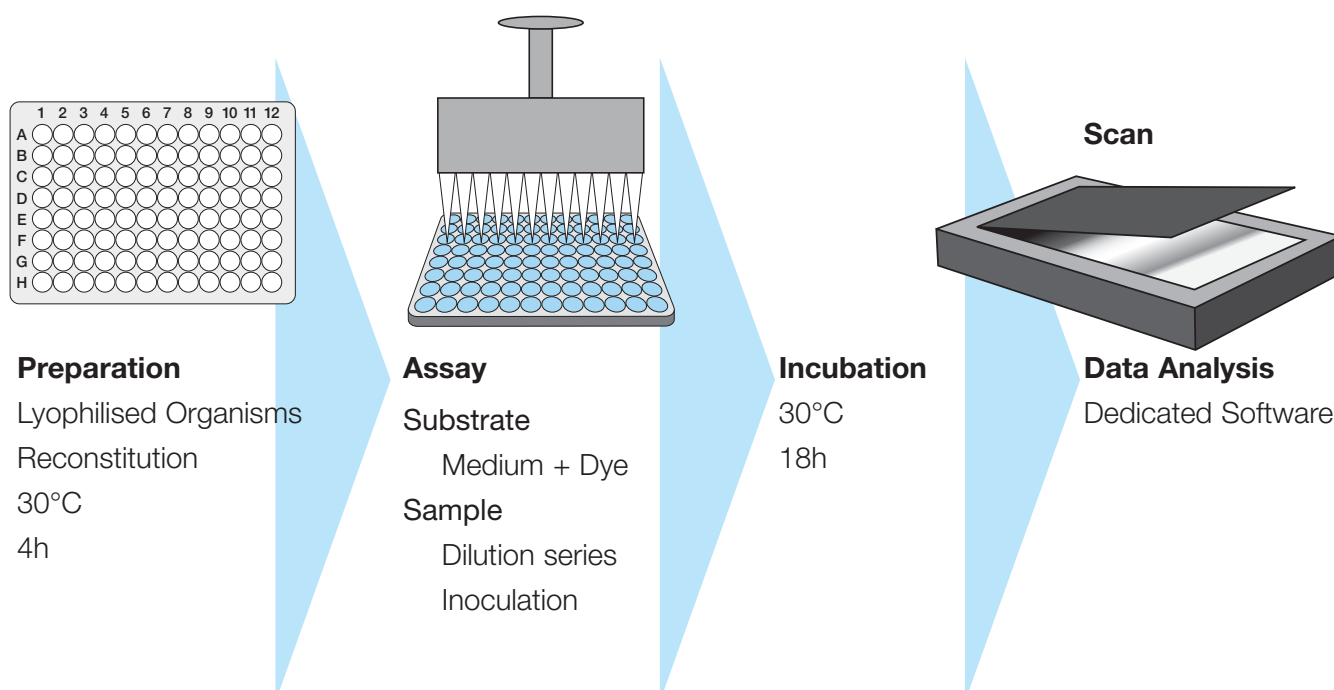 1 2 3 4 5 6 7 8 9 10 11 12
A
B
C
D
E
F
G
H
Preparation
Lyophilised Organisms
Reconstitution
30°C
4h
Assay
Substrate
Medium + Dye
Sample
Dilution series
Inoculation
Incubation
30°C
18h
Scan
Data Analysis
Dedicated Software